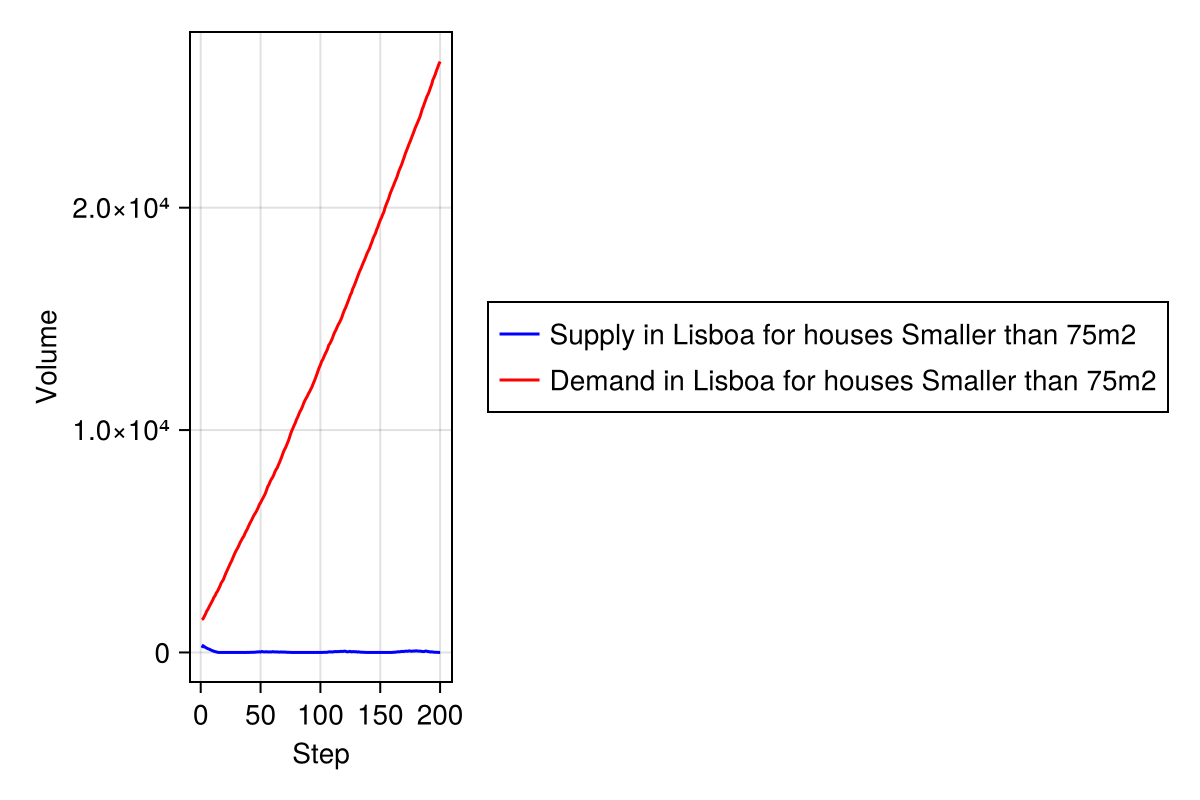 Volume
2.0×10⁴
1.0×10⁴
0
0 50 100 150 200
Step
Supply in Lisboa for houses Smaller than 75m2
Demand in Lisboa for houses Smaller than 75m2